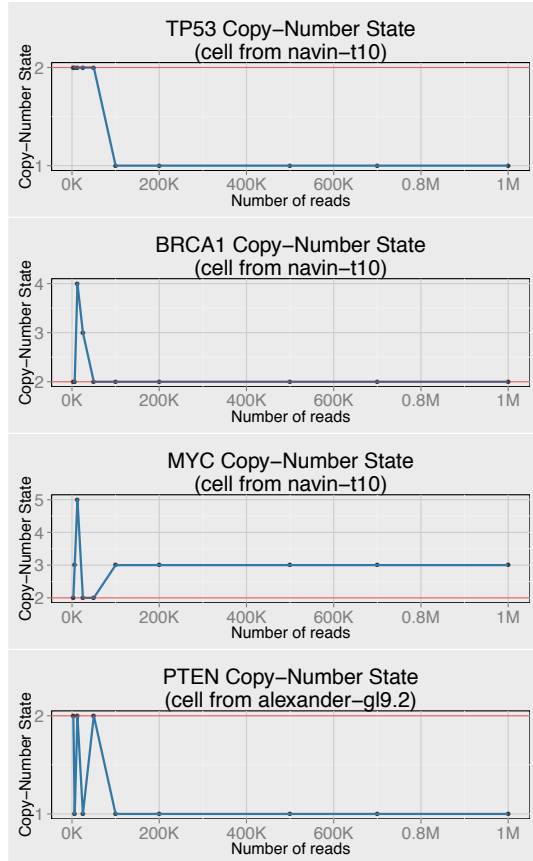 TP53 Copy−Number State
(cell from navin−t10)
Copy−Number State
2
1
0K 200K 400K 600K 0.8M 1M
Number of reads
BRCA1 Copy−Number State
(cell from navin−t10)
Copy−Number State
4
3
2
0K 200K 400K 600K 0.8M 1M
Number of reads
MYC Copy−Number State
(cell from navin−t10)
Copy−Number State
5
4
3
2
0K 200K 400K 600K 0.8M 1M
Number of reads
PTEN Copy−Number State
(cell from alexander−gl9.2)
Copy−Number State
2
1
0K 200K 400K 600K 0.8M 1M
Number of reads